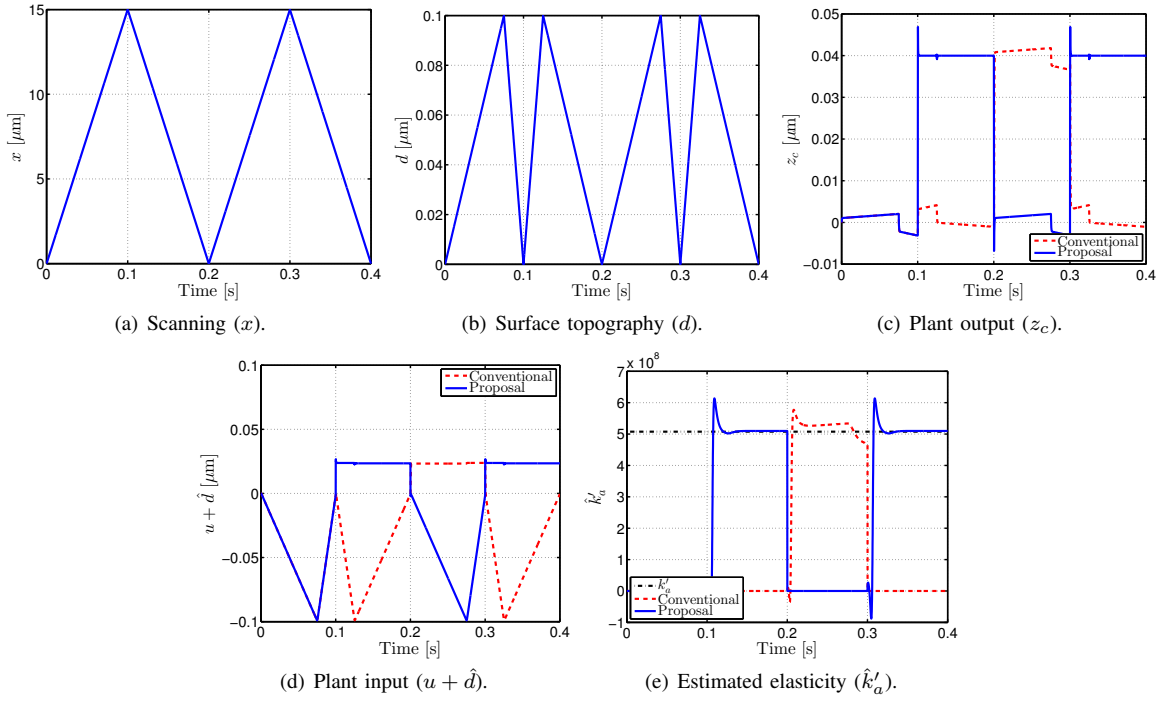 15
10
5
0
x [μm]
0 0.1 0.2 0.3 0.4
Time [s]
(a) Scanning (x).
0.1
0.08
0.06
0.04
0.02
0
d [μm]
0 0.1 0.2 0.3 0.4
Time [s]
(b) Surface topography (d).
0.05
0.04
0.03
0.02
0.01
0
−0.01
z_c [μm]
0 0.1 0.2 0.3 0.4
Time [s]
Conventional
Proposal
(c) Plant output (z_c).
0.1
0.05
0
−0.05
−0.1
u + d̂ [μm]
0 0.1 0.2 0.3 0.4
Time [s]
Conventional
Proposal
(d) Plant input (u + d̂).
x 10⁸
7
6
5
4
3
2
1
0
−1
k̂′ₐ
0 0.1 0.2 0.3 0.4
Time [s]
k′ₐ
Conventional
Proposal
(e) Estimated elasticity (k̂′ₐ).